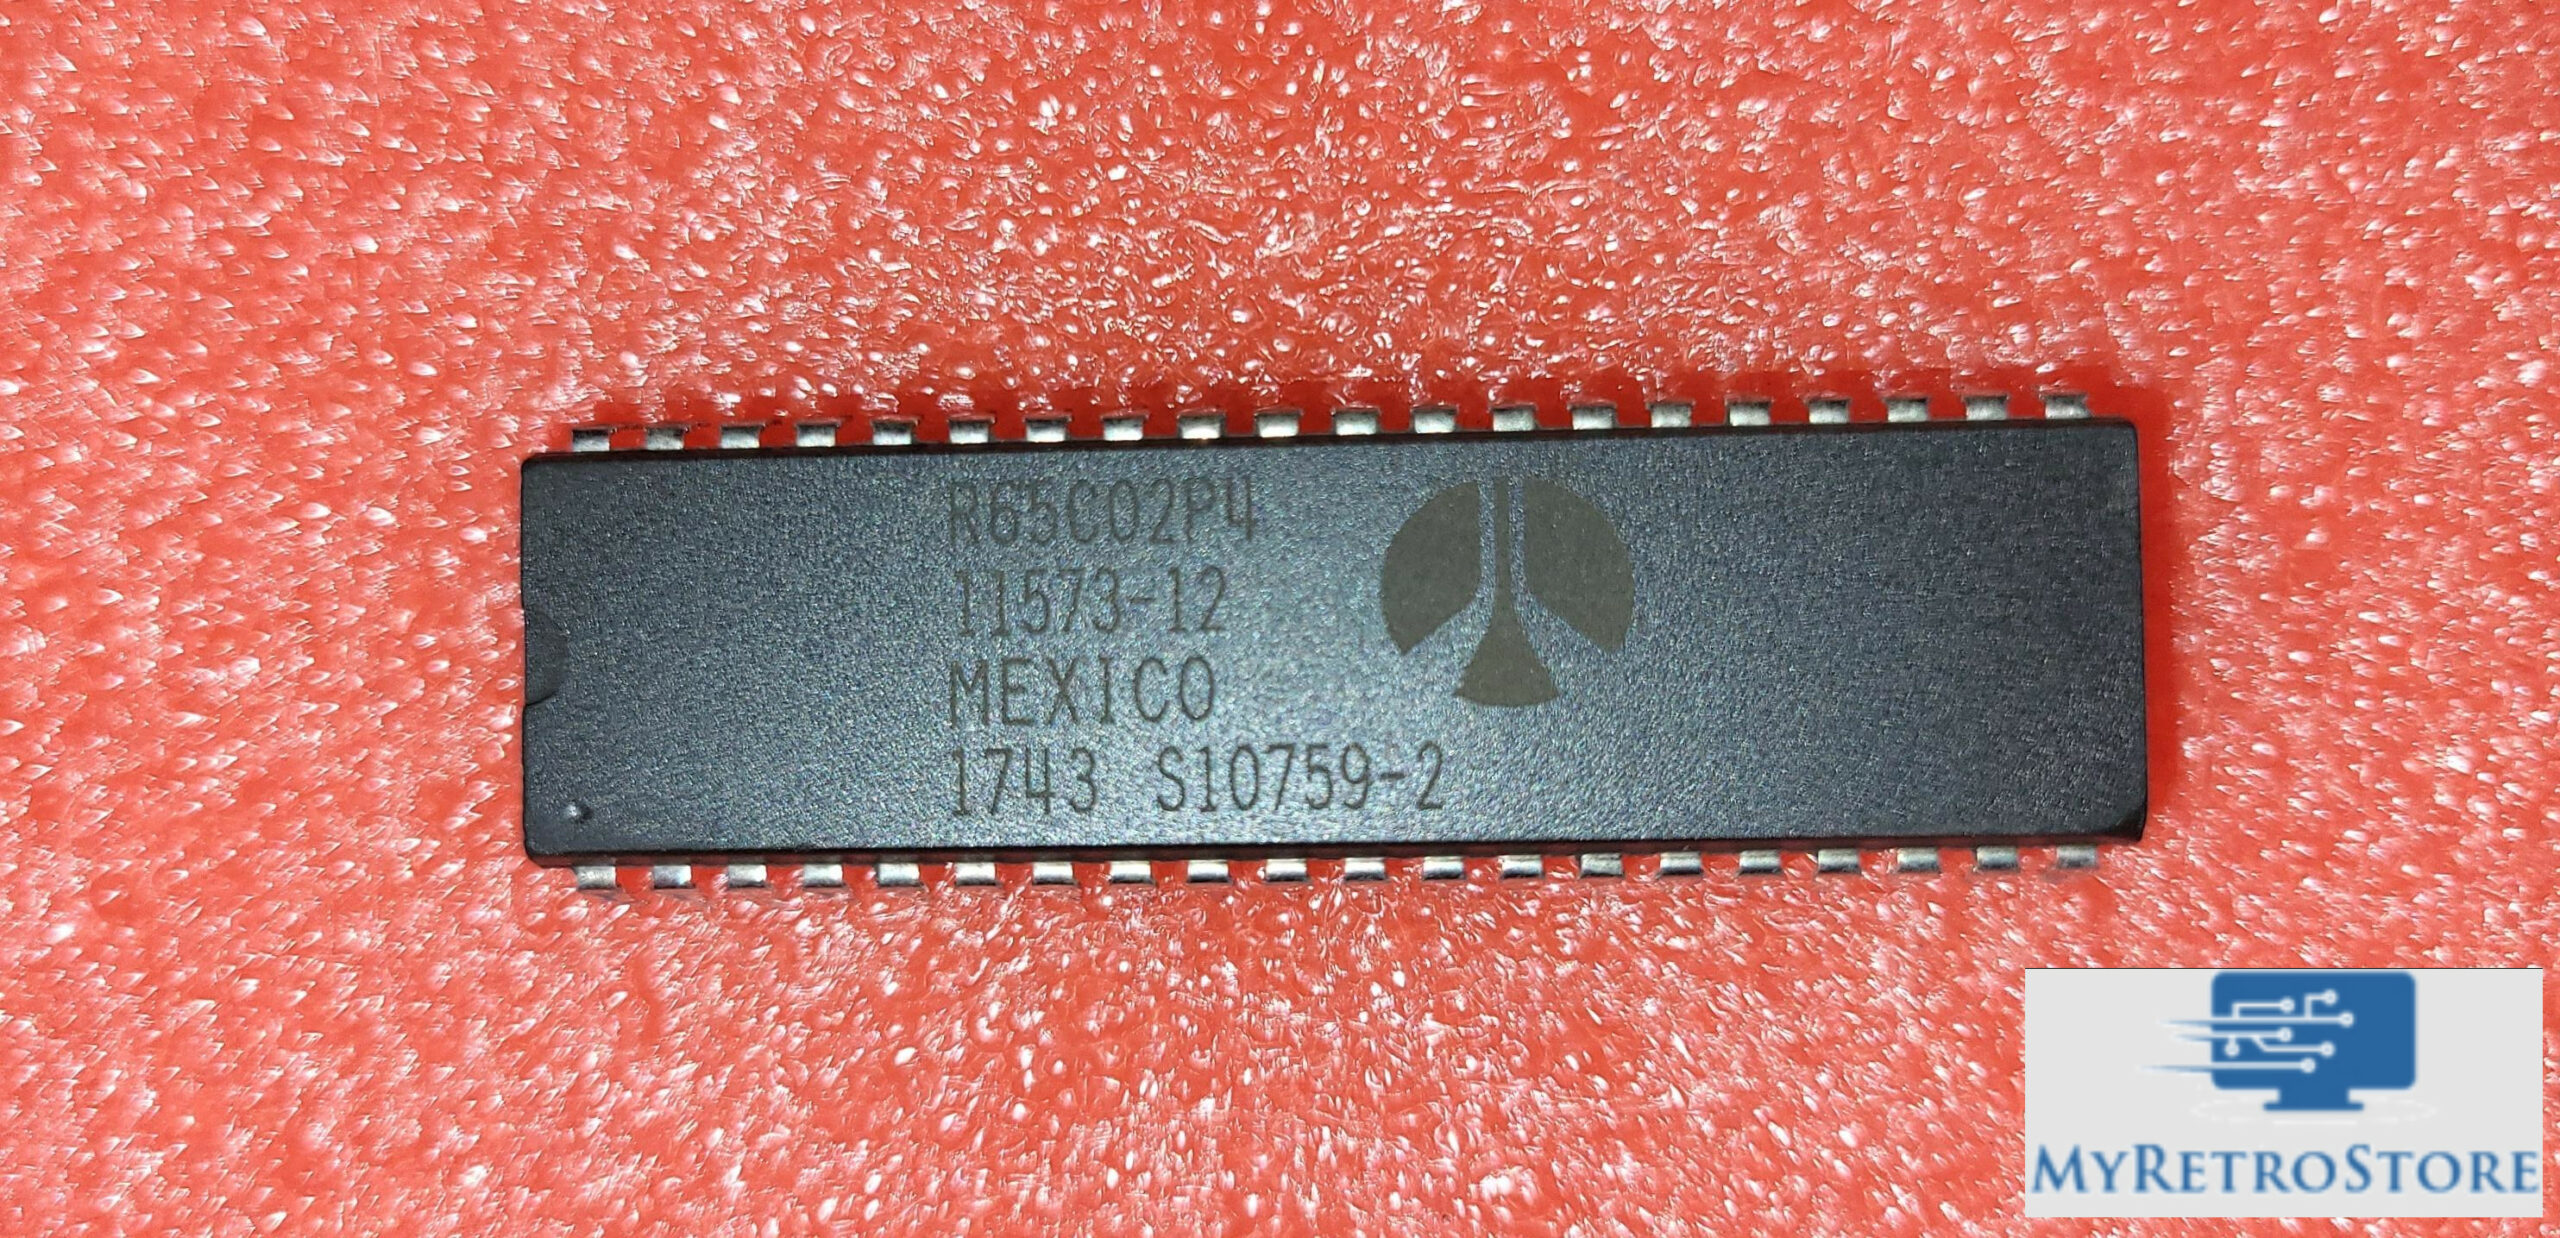 R65C02P4
11573-12
MEXICO
1743 S10759-2
MYRETROSTORE